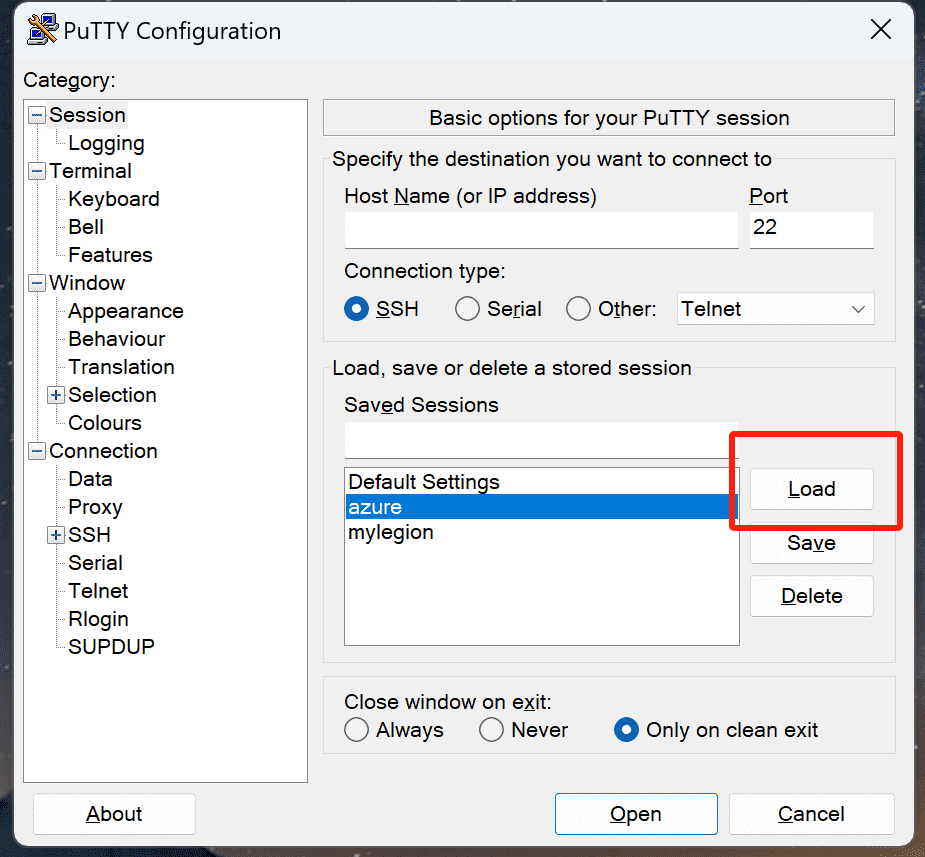 PuTTY Configuration
Category:
Session
Logging
Terminal
Keyboard
Bell
Features
Window
Appearance
Behaviour
Translation
Selection
Colours
Connection
Data
Proxy
SSH
Serial
Telnet
Rlogin
SUPDUP
Basic options for your PuTTY session
Specify the destination you want to connect to
Host Name (or IP address) Port
22
Connection type:
SSH Serial Other: Telnet
Load, save or delete a stored session
Saved Sessions
Default Settings
azure
mylegion
Load
Save
Delete
Close window on exit:
Always Never Only on clean exit
About Open Cancel